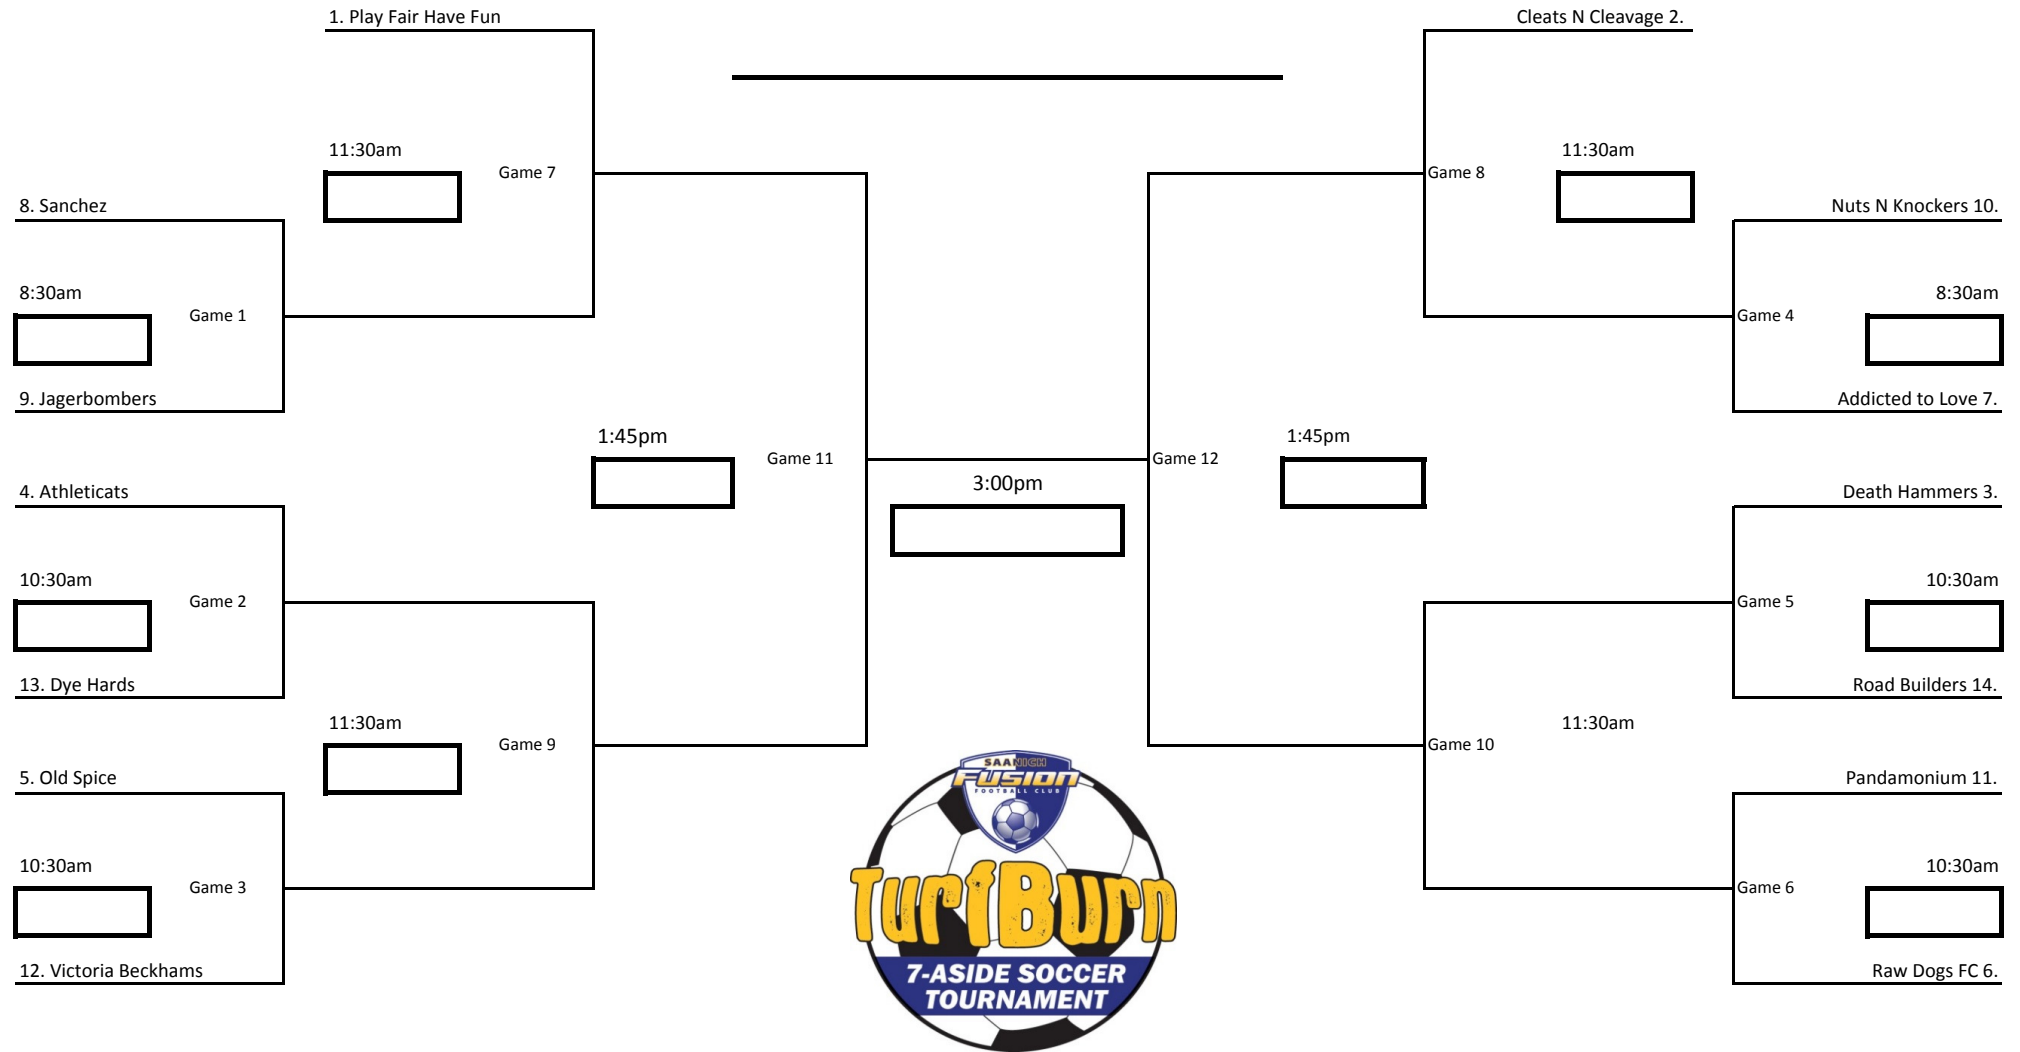 1. Play Fair Have Fun
Cleats N Cleavage 2.
11:30am
Game 7
Game 8
11:30am
8. Sanchez
Nuts N Knockers 10.
8:30am
Game 1
Game 4
8:30am
9. Jagerbombers
Addicted to Love 7.
1:45pm
Game 11
Game 12
1:45pm
3:00pm
4. Athleticats
Death Hammers 3.
10:30am
Game 2
Game 5
10:30am
13. Dye Hards
Road Builders 14.
11:30am
Game 9
Game 10
11:30am
5. Old Spice
Pandamonium 11.
10:30am
Game 3
Game 6
10:30am
12. Victoria Beckhams
Raw Dogs FC 6.
SAANICH
FUSION
FOOTBALL CLUB
TurfBurn
7-ASIDE SOCCER
TOURNAMENT